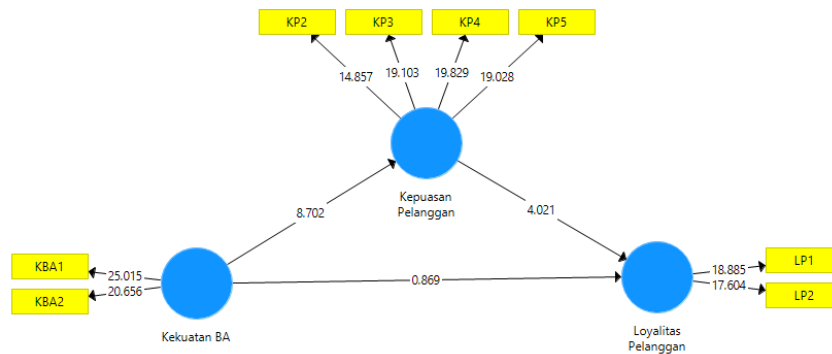 KP2
KP3
KP4
KP5
14.857
19.103
19.829
19.028
Kepuasan
Pelanggan
8.702
4.021
KBA1
KBA2
25.015
20.656
Kekuatan BA
0.869
18.885
17.604
LP1
LP2
Loyalitas
Pelanggan